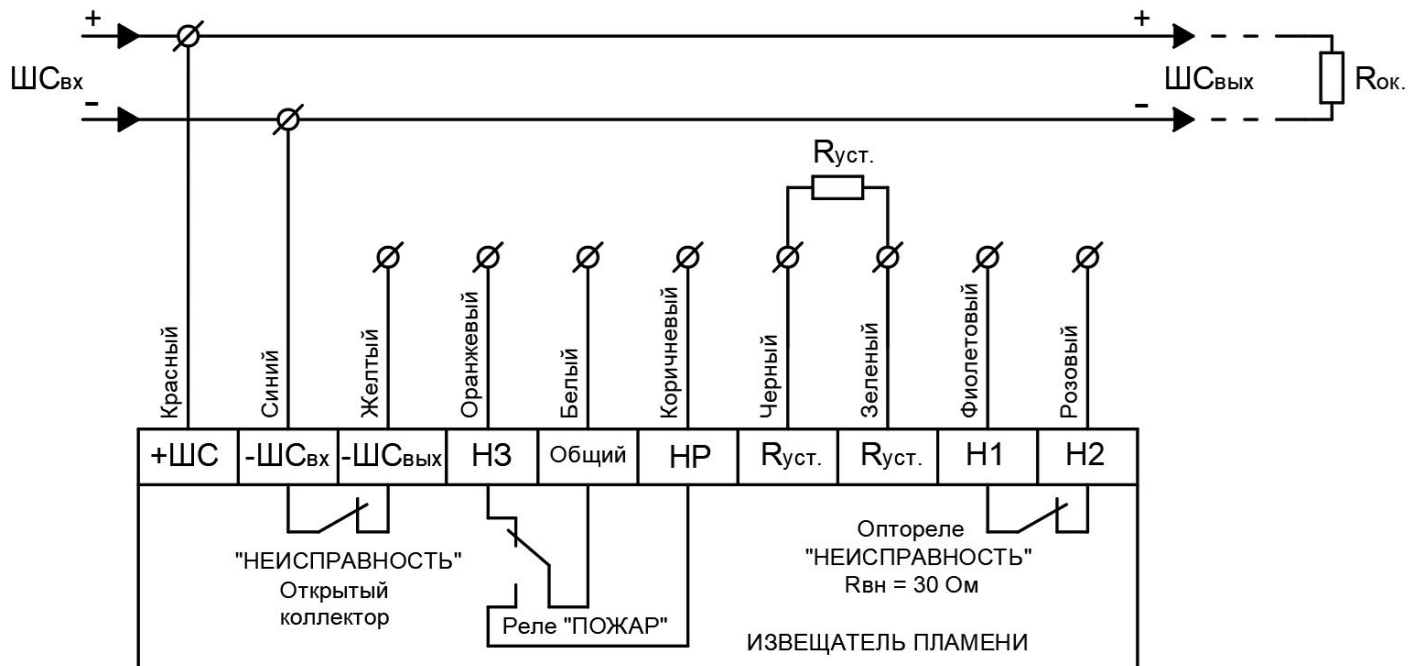 + +
ШСвх ШСвых Rок.
- -
Rуст.
Красный Синий Желтый Оранжевый Белый Коричневый Черный Зеленый Фиолетовый Розовый
+ШС -ШСвх -ШСвых НЗ Общий НР Rуст. Rуст. Н1 Н2
"НЕИСПРАВНОСТЬ"
Открытый
коллектор
Реле "ПОЖАР"
Оптореле
"НЕИСПРАВНОСТЬ"
Rвн = 30 Ом
ИЗВЕЩАТЕЛЬ ПЛАМЕНИ